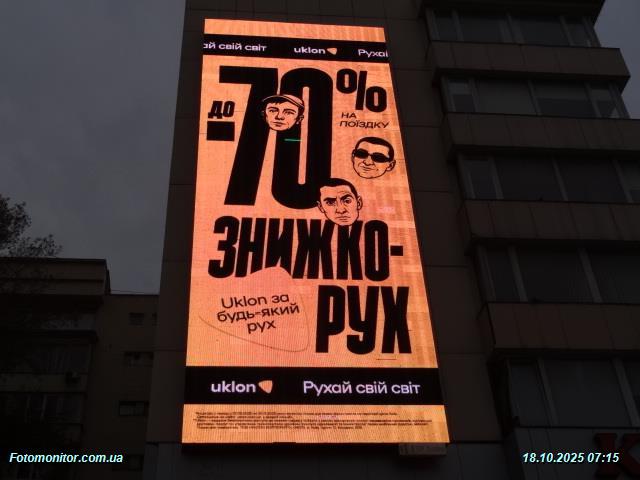 ай свій світ uklon Рухай
до
-70%
на
поїздку
ЗНИЖКО-
РУХ
Uklon за
будь-який
рух
uklon Рухай свій світ
Fotomonitor.com.ua
18.10.2025 07:15